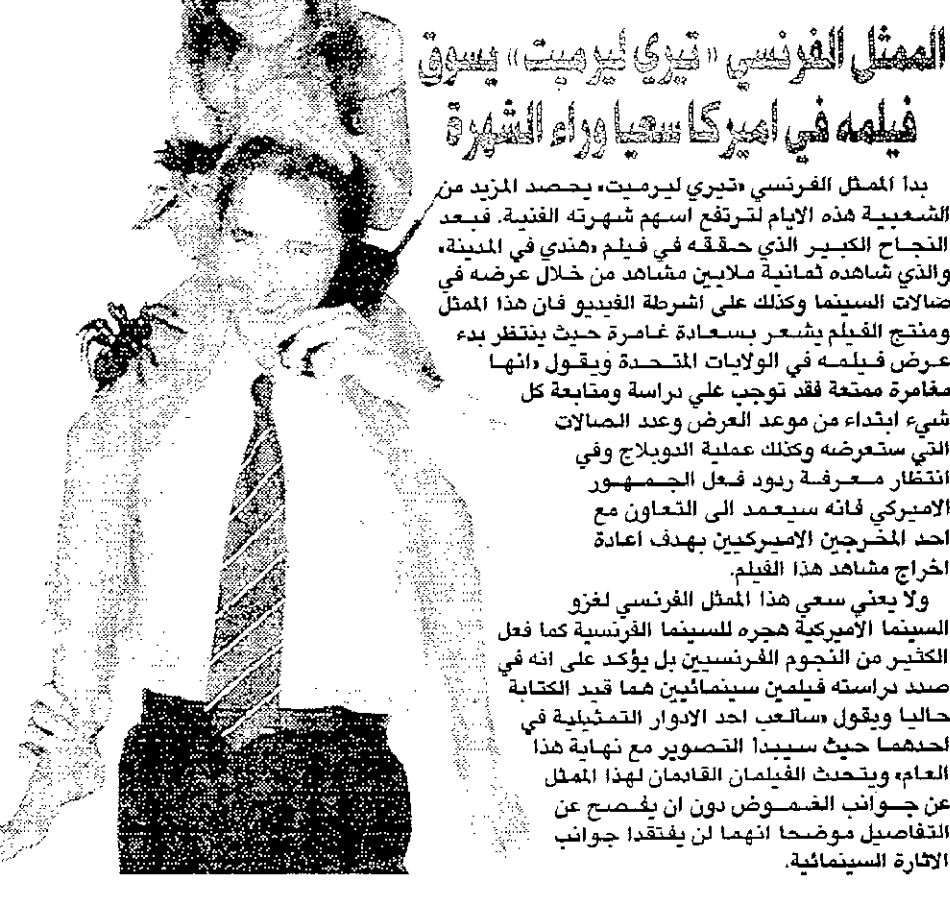 الممثل الفرنسي «تيري ليرميت» يسوق
فيلمه في اميركا سعيا وراء الشهرة
بدا الممثل الفرنسي «تيري ليرميت» يحصد المزيد من
الشعبية هذه الايام لترتفع اسهم شهرته الفنية. فبعد
النجاح الكبير الذي حققه في فيلم «هندي في المدينة»
والذي شاهده ثمانية ملايين مشاهد من خلال عرضه في
صالات السينما وكذلك على اشرطة الفيديو فان هذا الممثل
ومنتج الفيلم يشعر بسعادة غامرة حيث ينتظر بدء
عرض فيلمه في الولايات المتحدة ويقول «انها
مغامرة ممتعة فقد توجب علي دراسة ومتابعة كل
شيء ابتداء من موعد العرض وعدد الصالات
التي ستعرضه وكذلك عملية الدوبلاج وفي
انتظار معرفة ردود فعل الجمهور
الاميركي فانه سيعمد الى التعاون مع
احد المخرجين الاميركيين بهدف اعادة
اخراج مشاهد هذا الفيلم.
ولا يعني سعي هذا الممثل الفرنسي لغزو
السينما الأميركية هجره للسينما الفرنسية كما فعل
الكثير من النجوم الفرنسيين بل يؤكد على انه في
صدد دراسته فيلمين سينمائيين هما قيد الكتابة
حاليا ويقول «سالعب احد الادوار التمثيلية في
احدهما حيث سيبدا التصوير مع نهاية هذا
العام» ويتحدث الفيلمان القادمان لهذا الممثل
عن جوانب الغموض دون ان يفصح عن
التفاصيل موضحا انهما لن يفتقدا جوانب
الاثارة السينمائية.